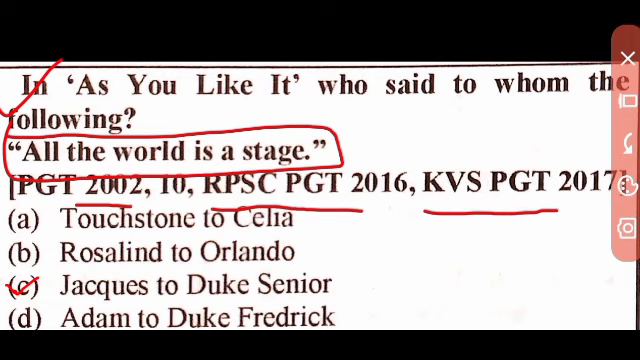 In ‘As You Like It’ who said to whom the
following?
“All the world is a stage.”
[PGT 2002, 10, RPSC PGT 2016, KVS PGT 2017]
(a) Touchstone to Celia
(b) Rosalind to Orlando
(c) Jacques to Duke Senior
(d) Adam to Duke Fredrick